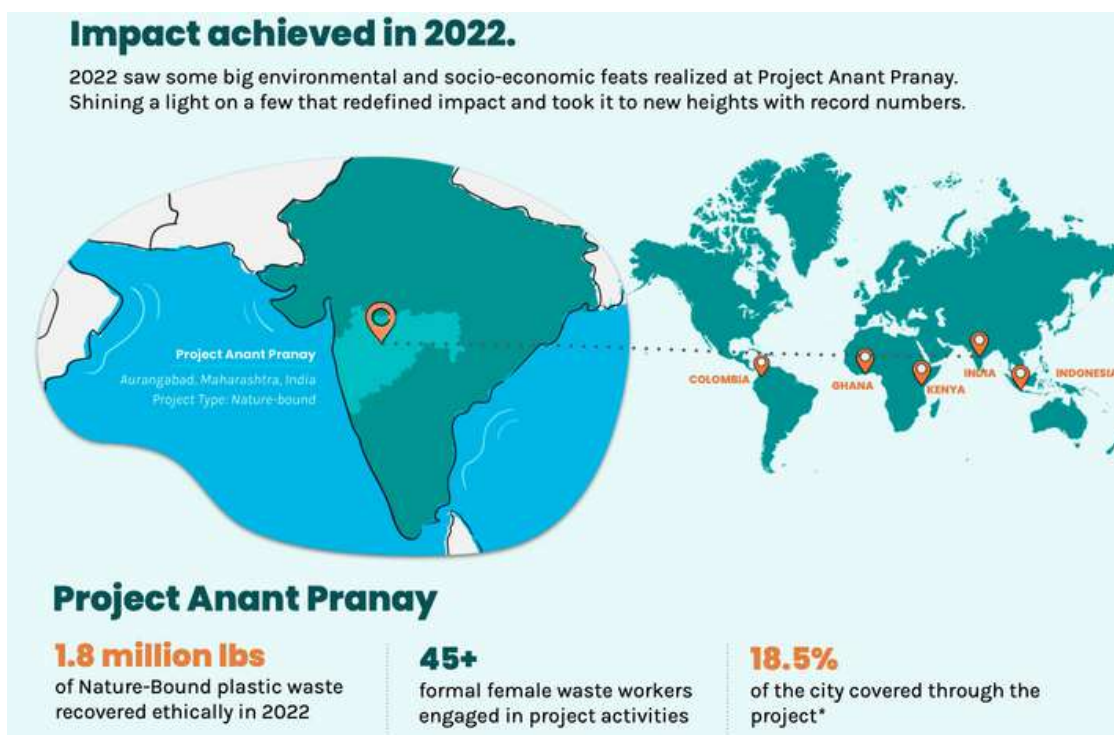 Impact achieved in 2022.
2022 saw some big environmental and socio-economic feats realized at Project Anant Pranay.
Shining a light on a few that redefined impact and took it to new heights with record numbers.
Project Anant Pranay
Aurangabad, Maharashtra, India
Project Type: Nature-bound
COLOMBIA
GHANA
KENYA
INDIA
INDONESIA
Project Anant Pranay
1.8 million lbs
of Nature-Bound plastic waste
recovered ethically in 2022
45+
formal female waste workers
engaged in project activities
18.5%
of the city covered through the
project*